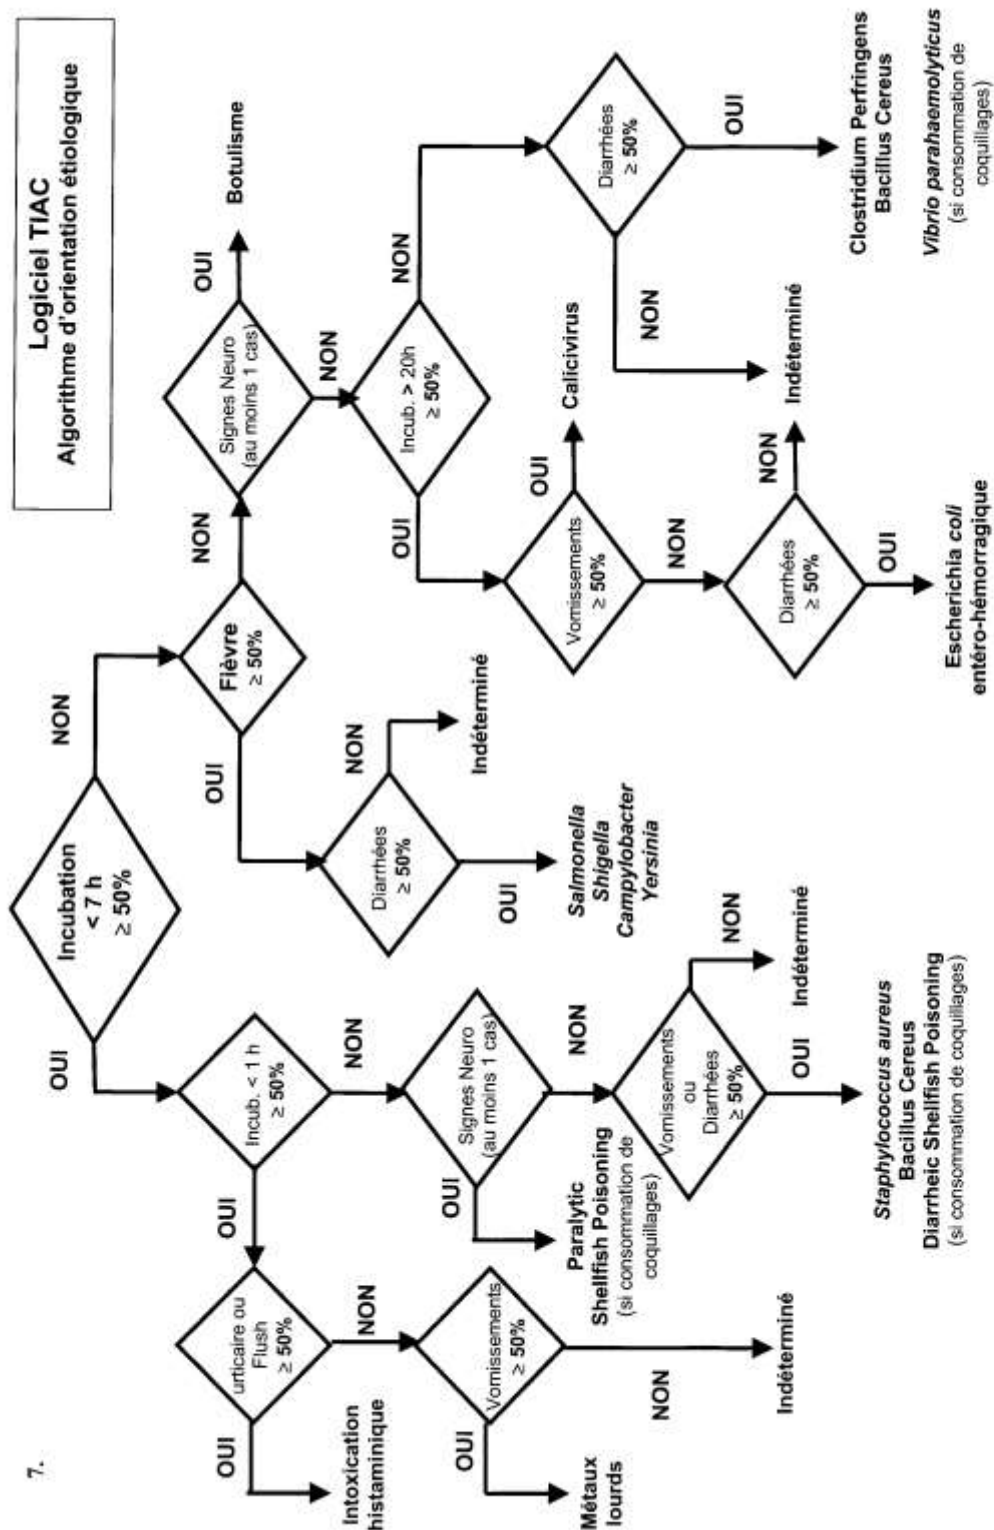 7.
Logiciel TIAC
Algorithme d'orientation étiologique
Incubation
< 7 h
≥ 50%
OUI
NON
Incub. < 1 h
≥ 50%
OUI
NON
urticaire ou
Flush
≥ 50%
OUI
NON
Intoxication
histaminique
Vomissements
≥ 50%
OUI
NON
Métaux
lourds
Indéterminé
Signes Neuro
(au moins 1 cas)
OUI
NON
Paralytic
Shellfish Poisoning
(si consommation de
coquillages)
Vomissements
ou
Diarrhées
≥ 50%
NON
OUI
Indéterminé
Staphylococcus aureus
Bacillus Cereus
Diarrheic Shellfish Poisoning
(si consommation de coquillages)
Fièvre
≥ 50%
OUI
NON
Diarrhées
≥ 50%
NON
OUI
Indéterminé
Salmonella
Shigella
Campylobacter
Yersinia
Signes Neuro
(au moins 1 cas)
OUI
NON
Botulisme
Incub. > 20h
≥ 50%
OUI
NON
Vomissements
≥ 50%
OUI
NON
Calicivirus
Diarrhées
≥ 50%
NON
OUI
Indéterminé
Escherichia coli
entéro-hémorragique
Diarrhées
≥ 50%
NON
OUI
Clostridium Perfringens
Bacillus Cereus
Vibrio parahaemolyticus
(si consommation de
coquillages)